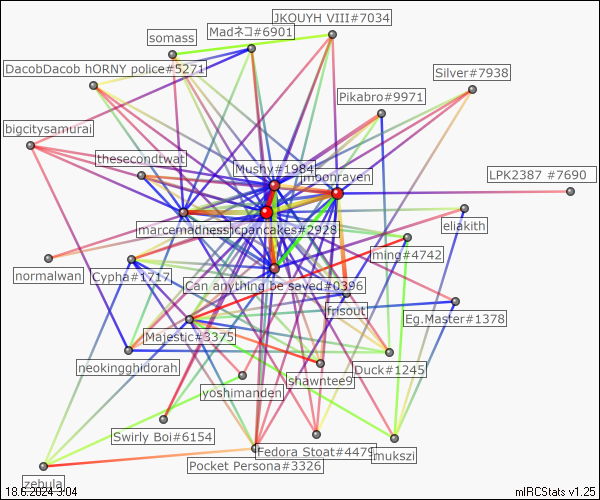 JKQUYH VIII#7034
Madネコ#6901
somass
DacobDacob hORNY police#5271
Silver#7938
Pikabro#9971
bigcitysamurai
thesecondtwat
Mushy#1984
moonraven
LPK2387 #7690
marcemadness
cpancakes#2928
eliakith
ming#4742
normalwan
Cypha#1717
Can anything be saved#0396
frisout
Eg.Master#1378
Majestic#3375
neokingghidorah
Duck#1245
shawntee9
yoshimanden
Swirly Boi#6154
Fedora Stoat#4479
mukszi
Pocket Persona#3326
zebula
18.6.2024 3:04
mIRCStats v1.25